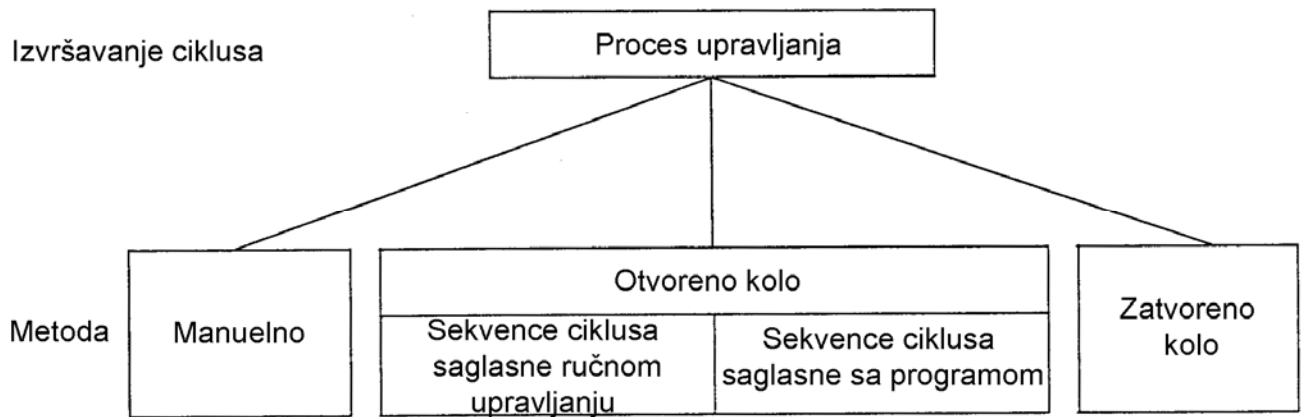 Izvršavanje ciklusa
Proces upravljanja
Metoda
Manuelno
Otvoreno kolo
Sekvence ciklusa
saglasne ručnom
upravljanju
Sekvence ciklusa
saglasne sa programom
Zatvoreno
kolo